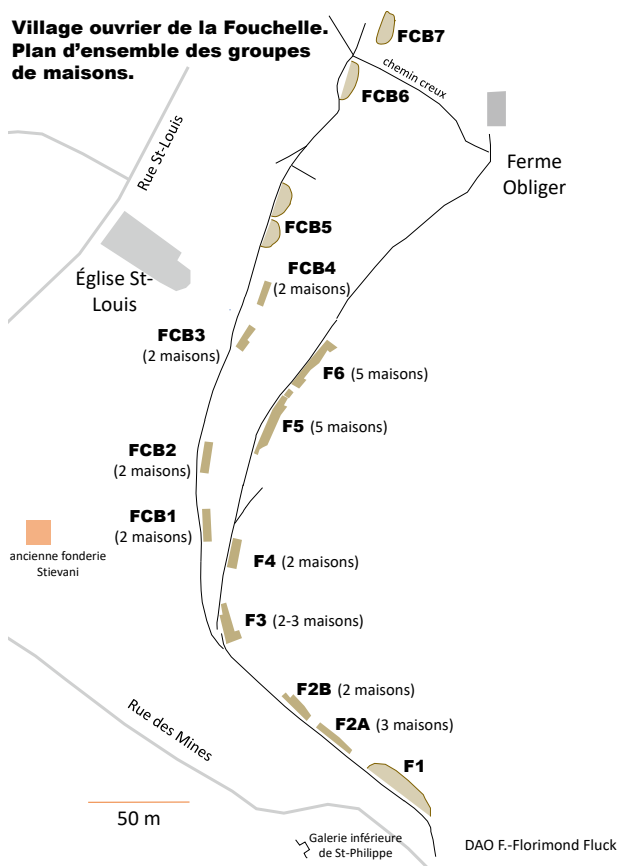 Village ouvrier de la Fouchelle.
Plan d’ensemble des groupes
de maisons.
FCB7
chemin creux
FCB6
Rue St-Louis
Ferme
Obliger
FCB5
Église St-
Louis
FCB4
(2 maisons)
FCB3
(2 maisons)
F6 (5 maisons)
F5 (5 maisons)
FCB2
(2 maisons)
FCB1
(2 maisons)
ancienne fonderie
Stievani
F4 (2 maisons)
F3 (2-3 maisons)
F2B (2 maisons)
F2A (3 maisons)
Rue des Mines
F1
50 m
Galerie inférieure
de St-Philippe
DAO F.-Florimond Fluck